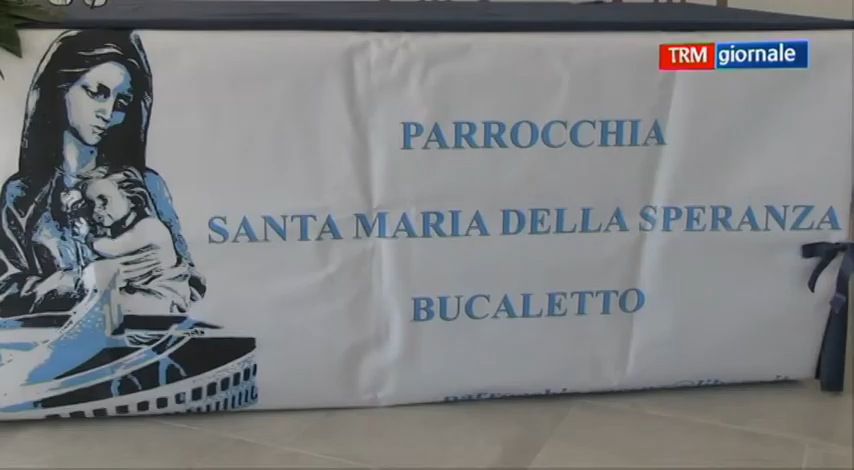 TRM giornale
PARROCCHIA
SANTA MARIA DELLA SPERANZA
BUCALETTO